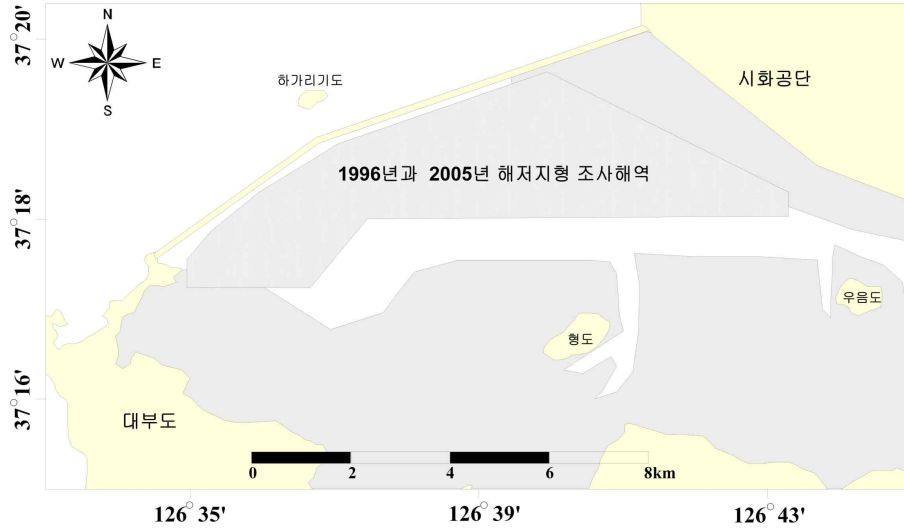 N
W
E
S
37°20'
37°18'
37°16'
하가리기도
시화공단
1996년과 2005년 해저지형 조사해역
우음도
형도
대부도
0 2 4 6 8km
126°35' 126°39' 126°43'